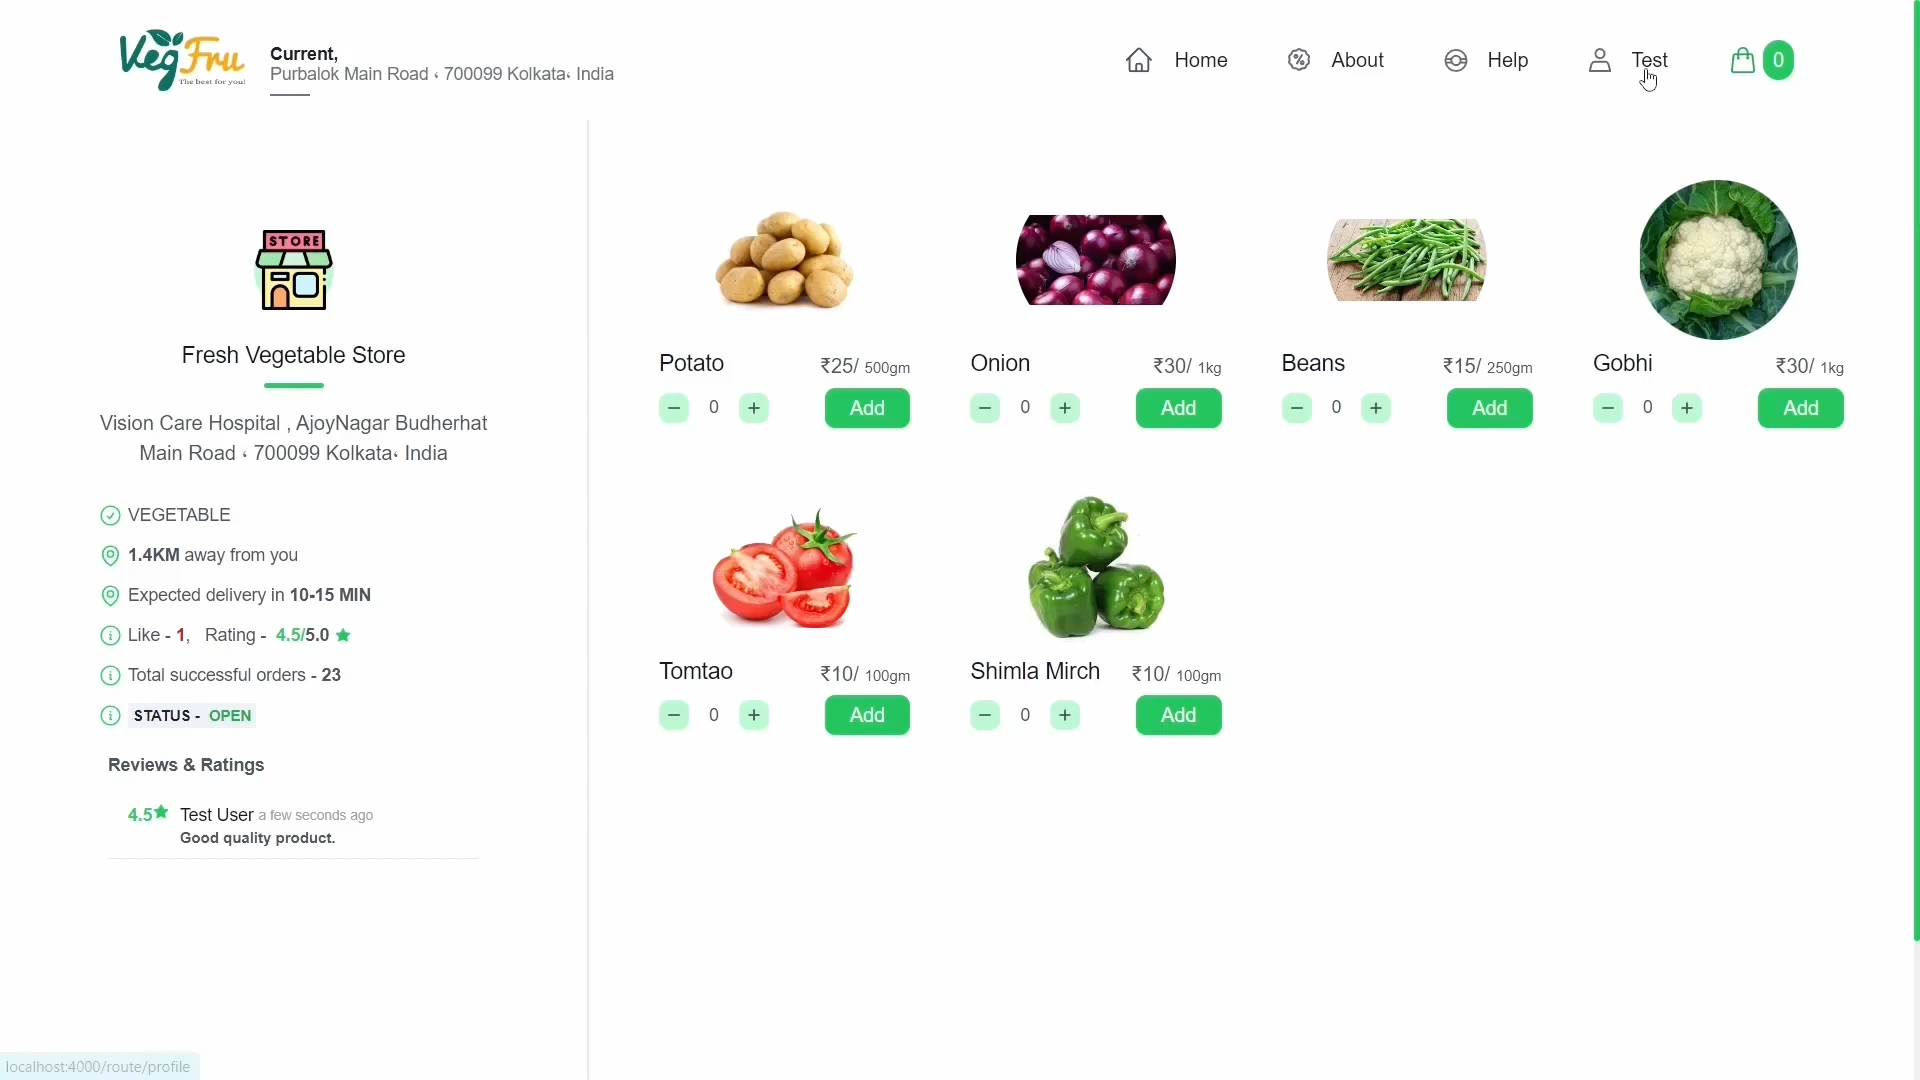 VegFru
The best for you!
Current,
Purbalok Main Road ، 700099 Kolkata، India
Home
About
Help
Test
0
STORE
Fresh Vegetable Store
Vision Care Hospital , AjoyNagar Budherhat
Main Road ، 700099 Kolkata، India
VEGETABLE
1.4KM away from you
Expected delivery in 10-15 MIN
Like - 1, Rating - 4.5/5.0
Total successful orders - 23
STATUS - OPEN
Reviews & Ratings
4.5 Test User a few seconds ago
Good quality product.
Potato ₹25/ 500gm
− 0 + Add
Onion ₹30/ 1kg
− 0 + Add
Beans ₹15/ 250gm
− 0 + Add
Gobhi ₹30/ 1kg
− 0 + Add
Tomtao ₹10/ 100gm
− 0 + Add
Shimla Mirch ₹10/ 100gm
− 0 + Add
localhost:4000/route/profile